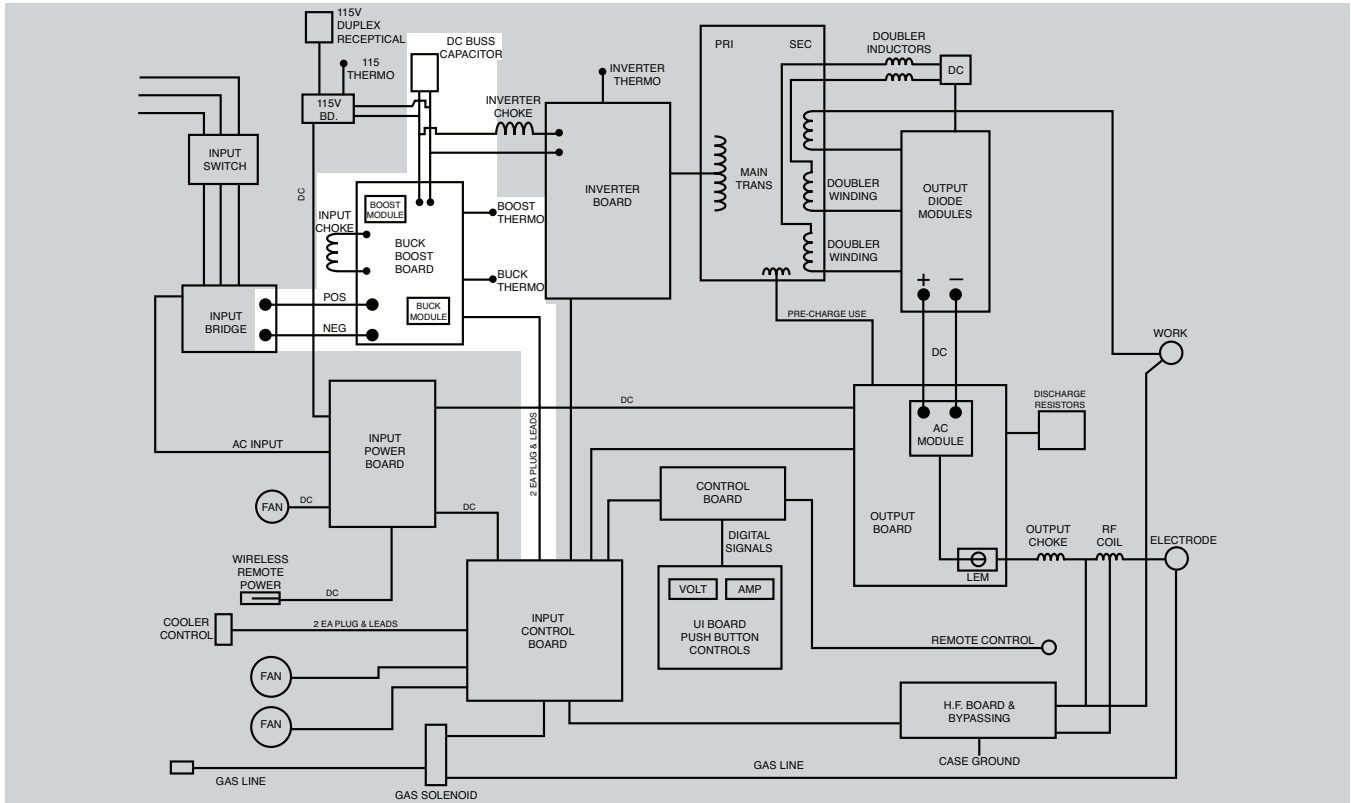 115V
DUPLEX
RECEPTICAL
115
THERMO
DC BUSS
CAPACITOR
115V
BD.
INVERTER
CHOKE
INVERTER
THERMO
PRI
SEC
DOUBLER
INDUCTORS
DC
INPUT
SWITCH
DC
INPUT
CHOKE
BOOST
MODULE
BUCK
BOOST
BOARD
BUCK
MODULE
BOOST
THERMO
BUCK
THERMO
INVERTER
BOARD
MAIN
TRANS
DOUBLER
WINDING
DOUBLER
WINDING
OUTPUT
DIODE
MODULES
+
–
INPUT
BRIDGE
POS
NEG
PRE-CHARGE USE
DC
WORK
DISCHARGE
RESISTORS
AC
MODULE
OUTPUT
BOARD
LEM
OUTPUT
CHOKE
RF
COIL
ELECTRODE
AC INPUT
INPUT
POWER
BOARD
DC
2 EA PLUG & LEADS
FAN
DC
DC
CONTROL
BOARD
DIGITAL
SIGNALS
WIRELESS
REMOTE
POWER
DC
VOLT
AMP
UI BOARD
PUSH BUTTON
CONTROLS
COOLER
CONTROL
2 EA PLUG & LEADS
INPUT
CONTROL
BOARD
REMOTE CONTROL
FAN
FAN
H.F. BOARD &
BYPASSING
CASE GROUND
GAS LINE
GAS SOLENOID
GAS LINE